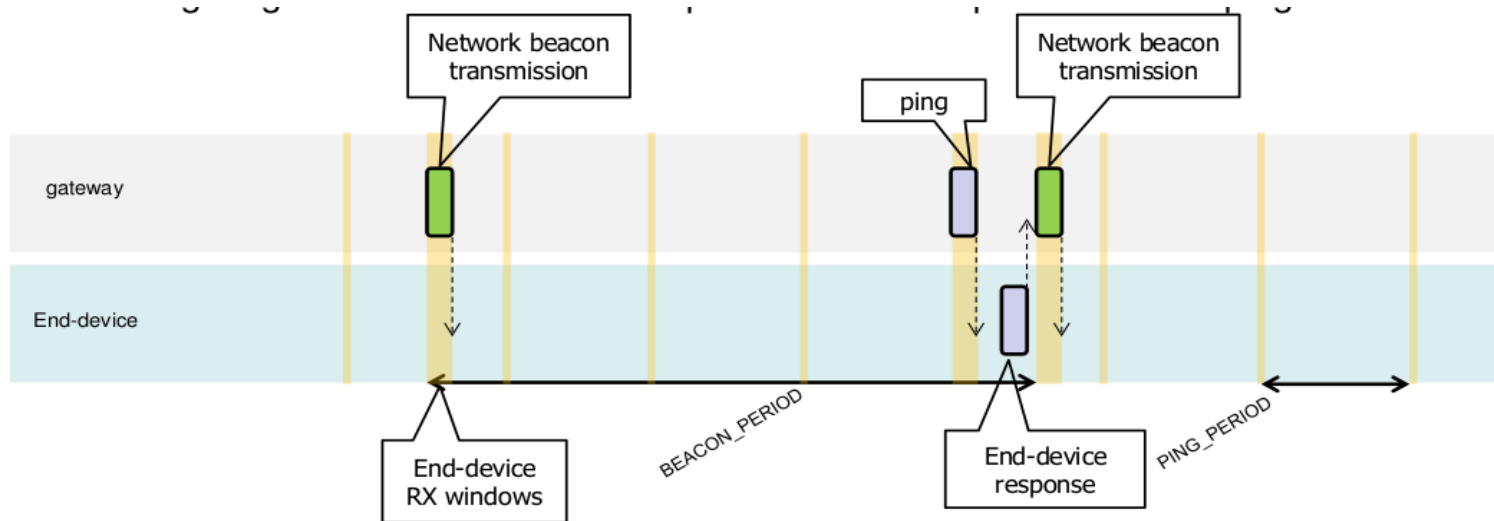 Network beacon
transmission
Network beacon
transmission
ping
gateway
End-device
BEACON_PERIOD
PING_PERIOD
End-device
RX windows
End-device
response